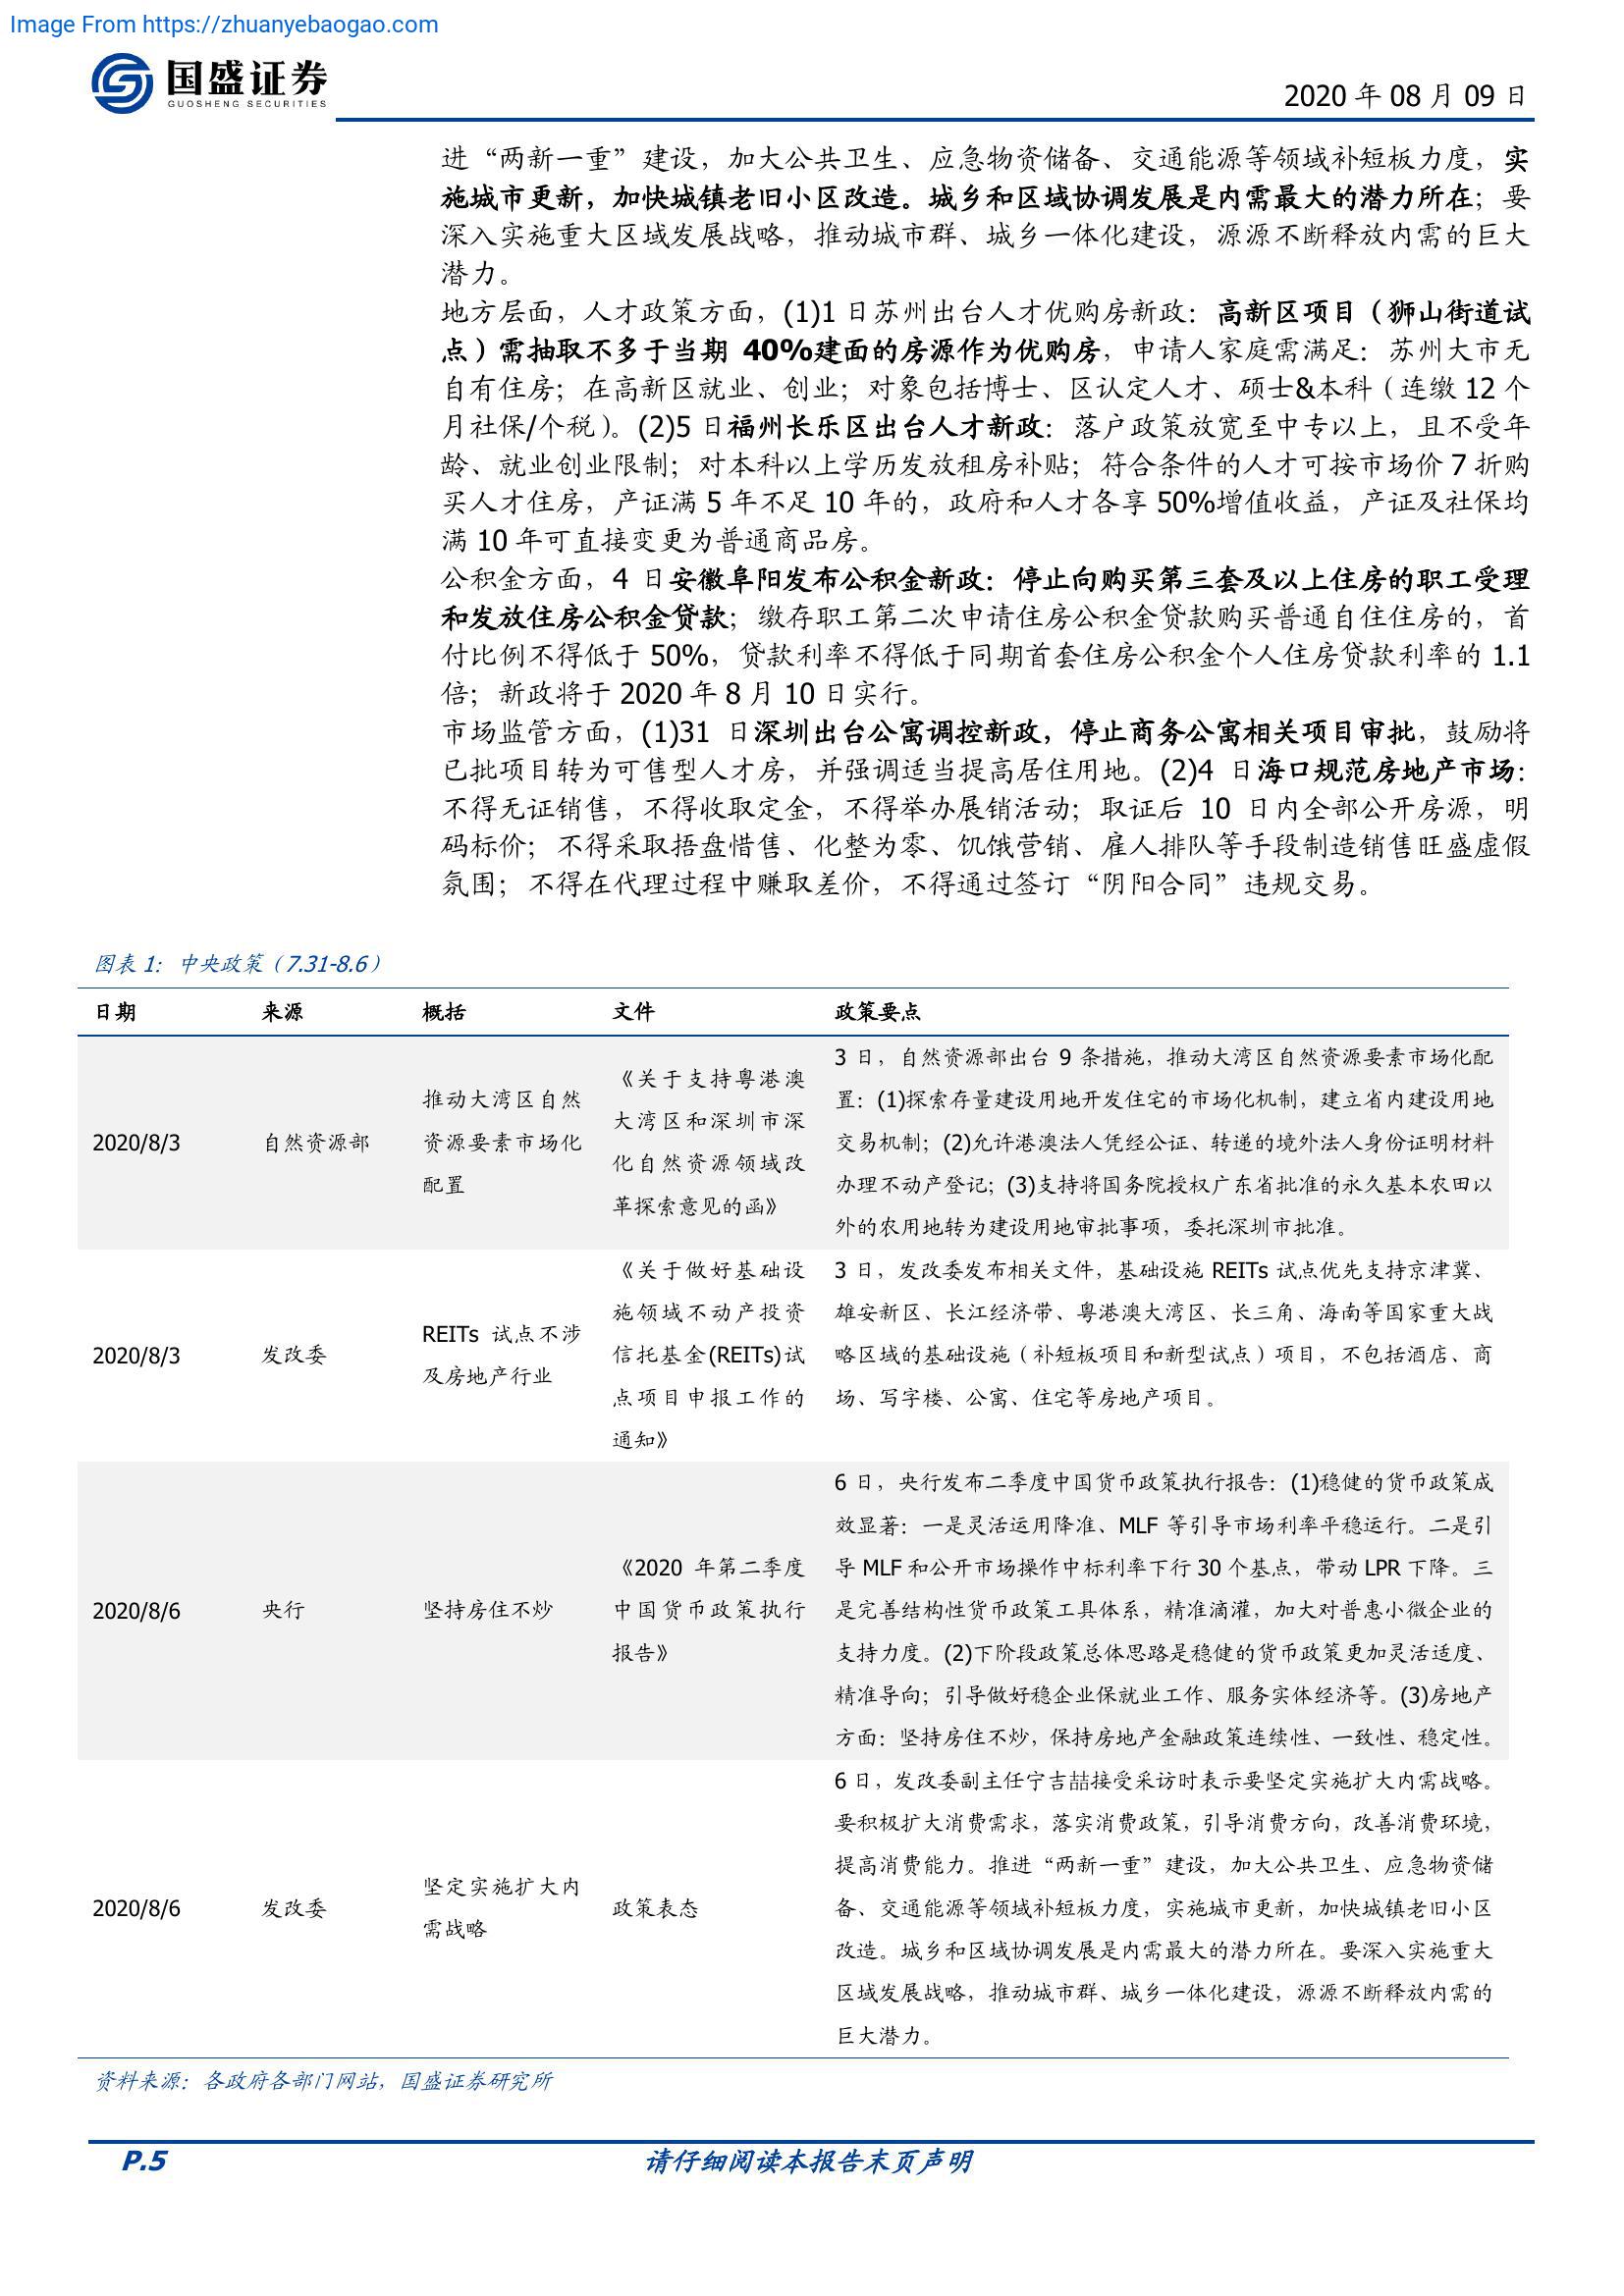 Image From https://zhuanyebaogao.com
国盛证券
GUOSHENG SECURITIES
2020 年 08 月 09 日
进“两新一重”建设，加大公共卫生、应急物资储备、交通能源等领域补短板力度，实
施城市更新，加快城镇老旧小区改造。城乡和区域协调发展是内需最大的潜力所在；要
深入实施重大区域发展战略，推动城市群、城乡一体化建设，源源不断释放内需的巨大
潜力。
地方层面，人才政策方面，(1)1 日苏州出台人才优购房新政：高新区项目（狮山街道试
点）需抽取不多于当期 40%建面的房源作为优购房，申请人家庭需满足：苏州大市无
自有住房；在高新区就业、创业；对象包括博士、区认定人才、硕士&本科（连缴 12 个
月社保/个税）。(2)5 日福州长乐区出台人才新政：落户政策放宽至中专以上，且不受年
龄、就业创业限制；对本科以上学历发放租房补贴；符合条件的人才可按市场价 7 折购
买人才住房，产证满 5 年不足 10 年的，政府和人才各享 50%增值收益，产证及社保均
满 10 年可直接变更为普通商品房。
公积金方面，4 日安徽阜阳发布公积金新政：停止向购买第三套及以上住房的职工受理
和发放住房公积金贷款；缴存职工第二次申请住房公积金贷款购买普通自住住房的，首
付比例不得低于 50%，贷款利率不得低于同期首套住房公积金个人住房贷款利率的 1.1
倍；新政将于 2020 年 8 月 10 日实行。
市场监管方面，(1)31 日深圳出台公寓调控新政，停止商务公寓相关项目审批，鼓励将
已批项目转为可售型人才房，并强调适当提高居住用地。(2)4 日海口规范房地产市场：
不得无证销售，不得收取定金，不得举办展销活动；取证后 10 日内全部公开房源，明
码标价；不得采取捂盘惜售、化整为零、饥饿营销、雇人排队等手段制造销售旺盛虚假
氛围；不得在代理过程中赚取差价，不得通过签订“阴阳合同”违规交易。
图表 1：中央政策（7.31-8.6）
日期 来源 概括 文件 政策要点
2020/8/3
自然资源部
推动大湾区自然
资源要素市场化
配置
《关于支持粤港澳
大湾区和深圳市深
化自然资源领域改
革探索意见的函》
3 日，自然资源部出台 9 条措施，推动大湾区自然资源要素市场化配
置：(1)探索存量建设用地开发住宅的市场化机制，建立省内建设用地
交易机制；(2)允许港澳法人凭经公证、转递的境外法人身份证明材料
办理不动产登记；(3)支持将国务院授权广东省批准的永久基本农田以
外的农用地转为建设用地审批事项，委托深圳市批准。
2020/8/3
发改委
REITs 试点不涉
及房地产行业
《关于做好基础设
施领域不动产投资
信托基金(REITs)试
点项目申报工作的
通知》
3 日，发改委发布相关文件，基础设施 REITs 试点优先支持京津冀、
雄安新区、长江经济带、粤港澳大湾区、长三角、海南等国家重大战
略区域的基础设施（补短板项目和新型试点）项目，不包括酒店、商
场、写字楼、公寓、住宅等房地产项目。
2020/8/6
央行
坚持房住不炒
《2020 年第二季度
中国货币政策执行
报告》
6 日，央行发布二季度中国货币政策执行报告：(1)稳健的货币政策成
效显著：一是灵活运用降准、MLF 等引导市场利率平稳运行。二是引
导 MLF 和公开市场操作中标利率下行 30 个基点，带动 LPR 下降。三
是完善结构性货币政策工具体系，精准滴灌，加大对普惠小微企业的
支持力度。(2)下阶段政策总体思路是稳健的货币政策更加灵活适度、
精准导向；引导做好稳企业保就业工作、服务实体经济等。(3)房地产
方面：坚持房住不炒，保持房地产金融政策连续性、一致性、稳定性。
2020/8/6
发改委
坚定实施扩大内
需战略
政策表态
6 日，发改委副主任宁吉喆接受采访时表示要坚定实施扩大内需战略。
要积极扩大消费需求，落实消费政策，引导消费方向，改善消费环境，
提高消费能力。推进“两新一重”建设，加大公共卫生、应急物资储
备、交通能源等领域补短板力度，实施城市更新，加快城镇老旧小区
改造。城乡和区域协调发展是内需最大的潜力所在。要深入实施重大
区域发展战略，推动城市群、城乡一体化建设，源源不断释放内需的
巨大潜力。
资料来源：各政府各部门网站，国盛证券研究所
P.5
请仔细阅读本报告末页声明